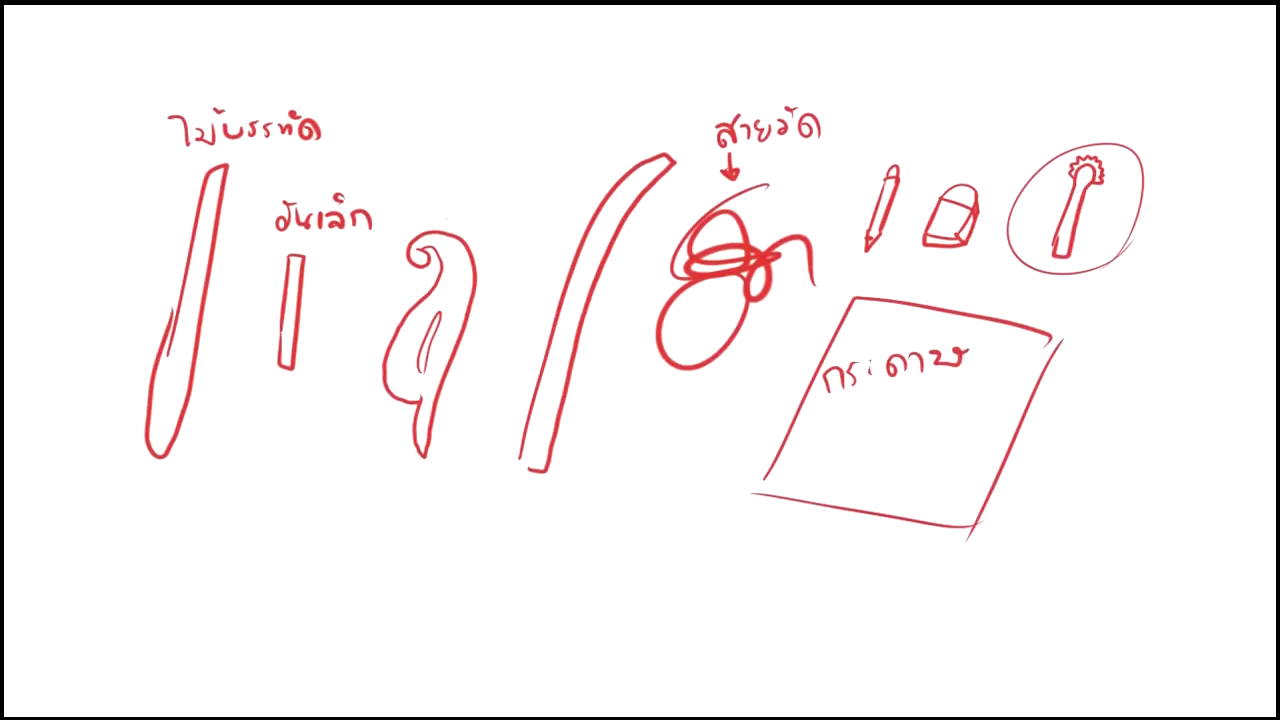 ไม้บรรทัด
อันเล็ก
สายวัด
กระดาษ